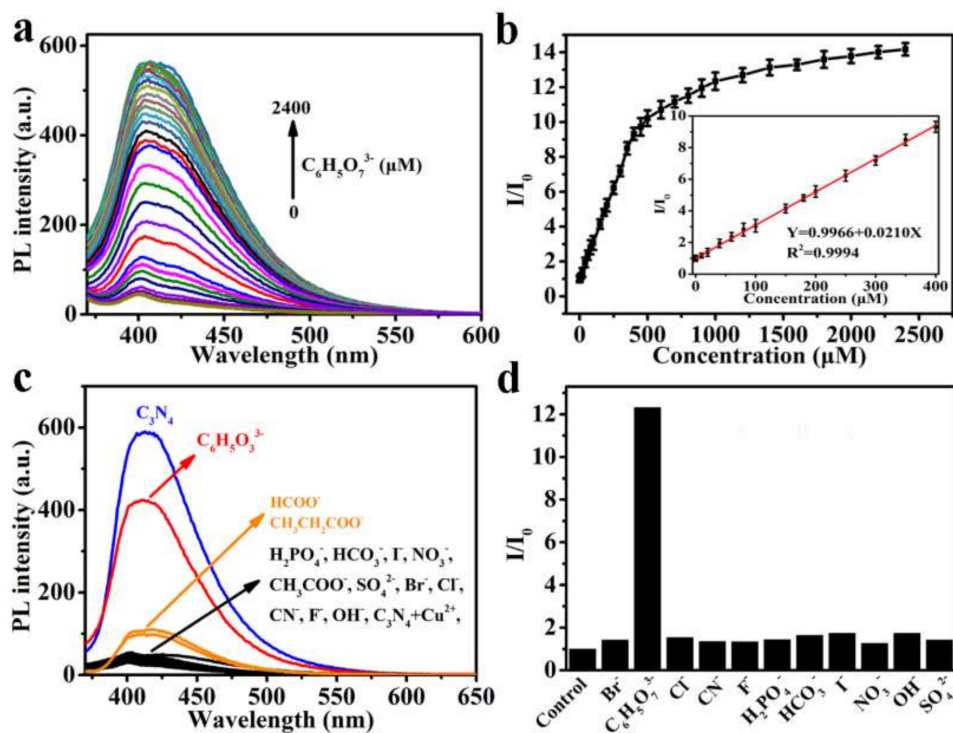 a
600
400
200
0
PL intensity (a.u.)
2400
C₆H₅O₇³⁻ (µM)
0
400 450 500 550 600
Wavelength (nm)
b
14
12
10
8
6
4
2
0
I/I₀
0 500 1000 1500 2000 2500
Concentration (µM)
10
8
6
4
2
0
I/I₀
Y=0.9966+0.0210X
R²=0.9994
0 100 200 300 400
Concentration (µM)
c
600
400
200
0
PL intensity (a.u.)
C₃N₄
C₆H₅O₃³⁻
HCOO⁻
CH₃CH₂COO⁻
H₂PO₄⁻, HCO₃⁻, I⁻, NO₃⁻,
CH₃COO⁻, SO₄²⁻, Br⁻, Cl⁻,
CN⁻, F⁻, OH⁻, C₃N₄+Cu²⁺,
400 450 500 550 600 650
Wavelength (nm)
d
12
10
8
6
4
2
0
I/I₀
Control Br⁻ C₆H₅O₇³⁻ Cl⁻ CN⁻ F⁻ H₂PO₄⁻ HCO₃⁻ I⁻ NO₃⁻ OH⁻ SO₄²⁻